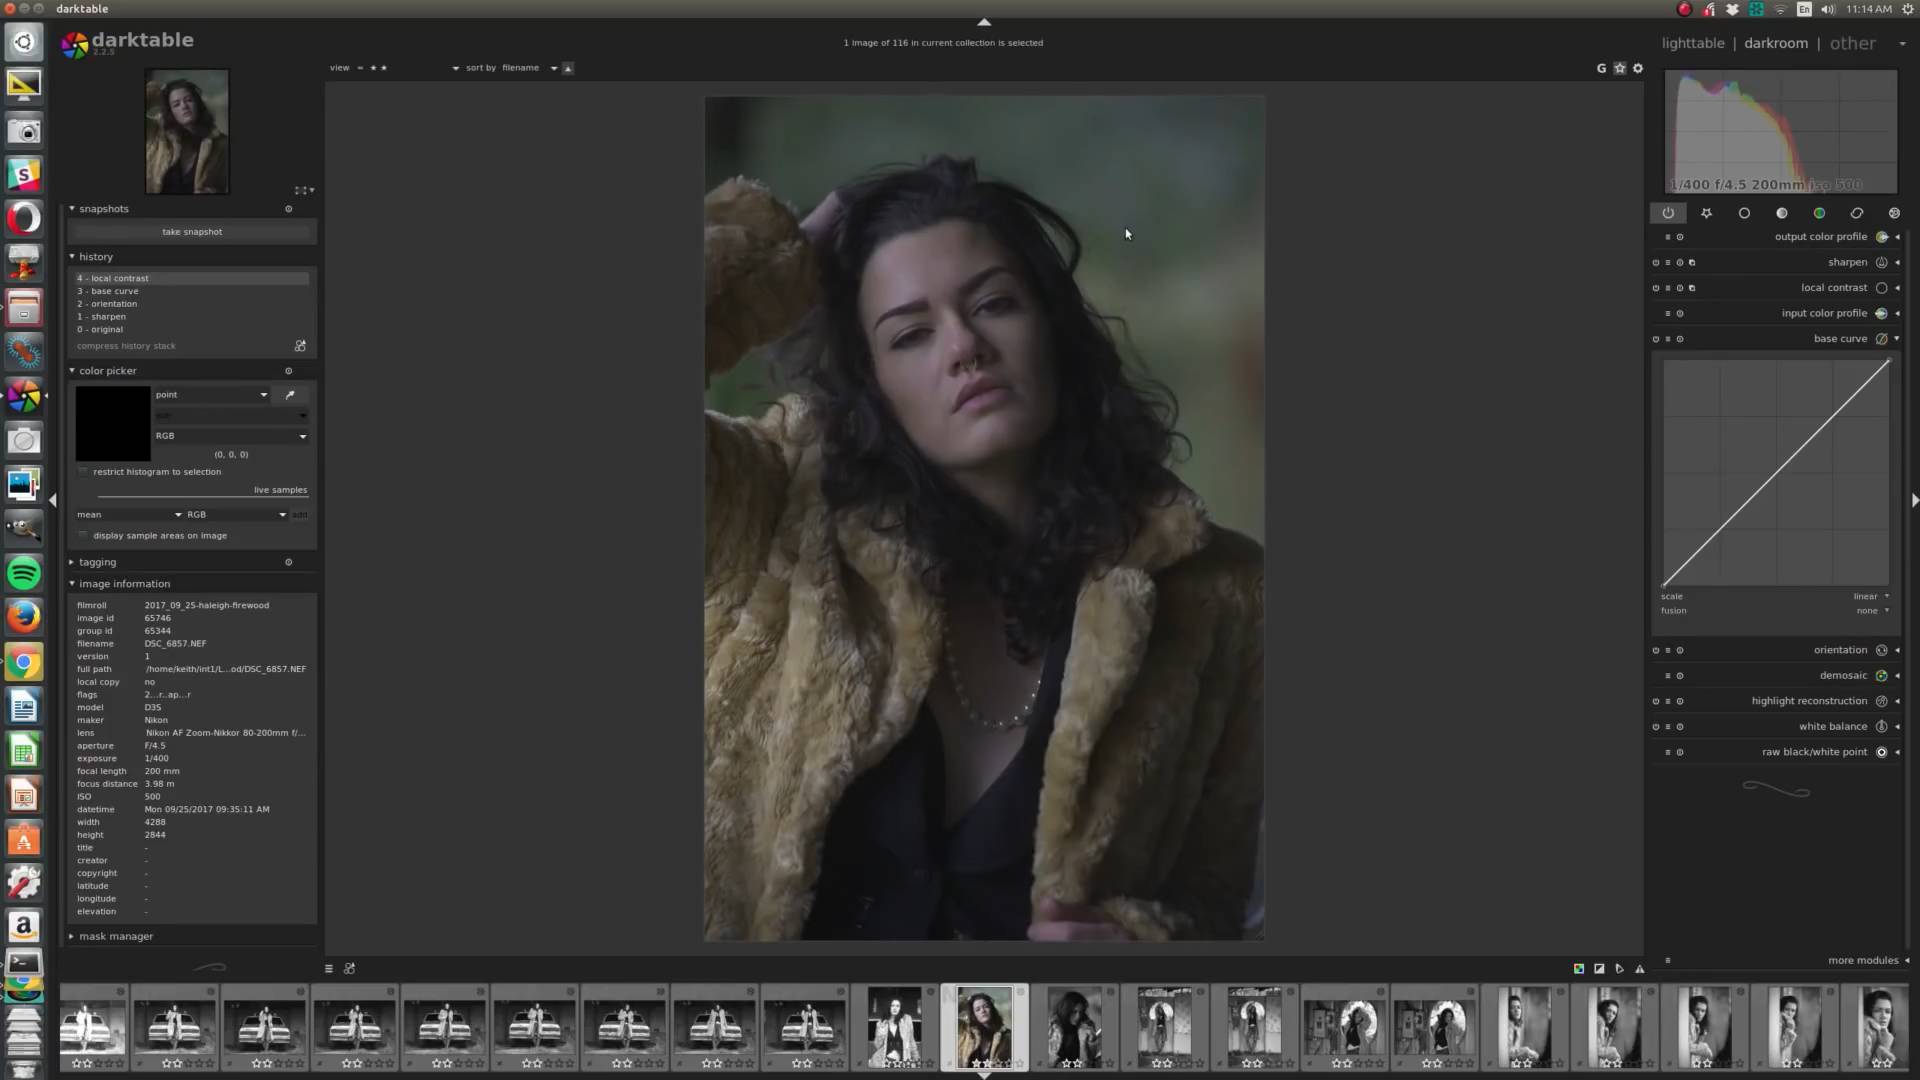 darktable
En
11:14 AM
darktable
2.2.5
1 image of 116 in current collection is selected
lighttable | darkroom | other
view
sort by filename
G
1/400 f/4.5 200mm iso 500
snapshots
take snapshot
history
4 - local contrast
3 - base curve
2 - orientation
1 - sharpen
0 - original
compress history stack
color picker
point
RGB
(0, 0, 0)
restrict histogram to selection
live samples
mean
RGB
add
display sample areas on image
tagging
image information
filmroll 2017_09_25-haleigh-firewood
image id 65746
group id 65344
filename DSC_6857.NEF
version 1
full path /home/keith/int1/L...od/DSC_6857.NEF
local copy no
flags 2...r..ap...r
model D3S
maker Nikon
lens Nikon AF Zoom-Nikkor 80-200mm f/...
aperture F/4.5
exposure 1/400
focal length 200 mm
focus distance 3.98 m
ISO 500
datetime Mon 09/25/2017 09:35:11 AM
width 4288
height 2844
title -
creator -
copyright -
latitude -
longitude -
elevation -
mask manager
output color profile
sharpen
local contrast
input color profile
base curve
scale linear
fusion none
orientation
demosaic
highlight reconstruction
white balance
raw black/white point
more modules